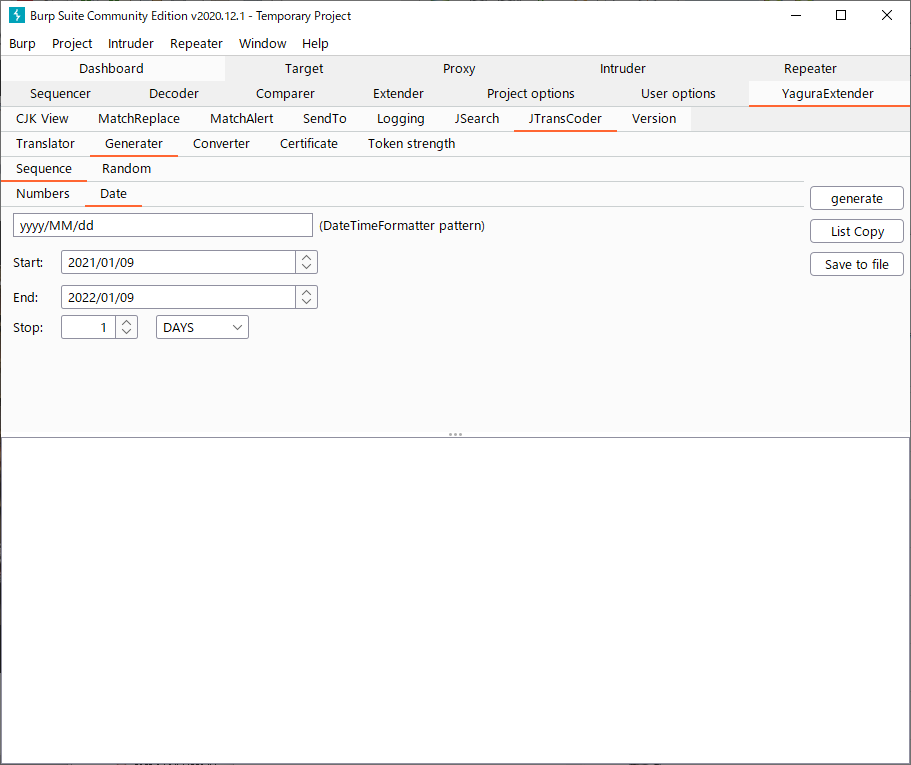 Burp Suite Community Edition v2020.12.1 - Temporary Project
Burp Project Intruder Repeater Window Help
Dashboard Target Proxy Intruder Repeater
Sequencer Decoder Comparer Extender Project options User options YaguraExtender
CJK View MatchReplace MatchAlert SendTo Logging JSearch JTransCoder Version
Translator Generater Converter Certificate Token strength
Sequence Random
Numbers Date
generate
yyyy/MM/dd (DateTimeFormatter pattern)
List Copy
Start: 2021/01/09
Save to file
End: 2022/01/09
Stop: 1 DAYS